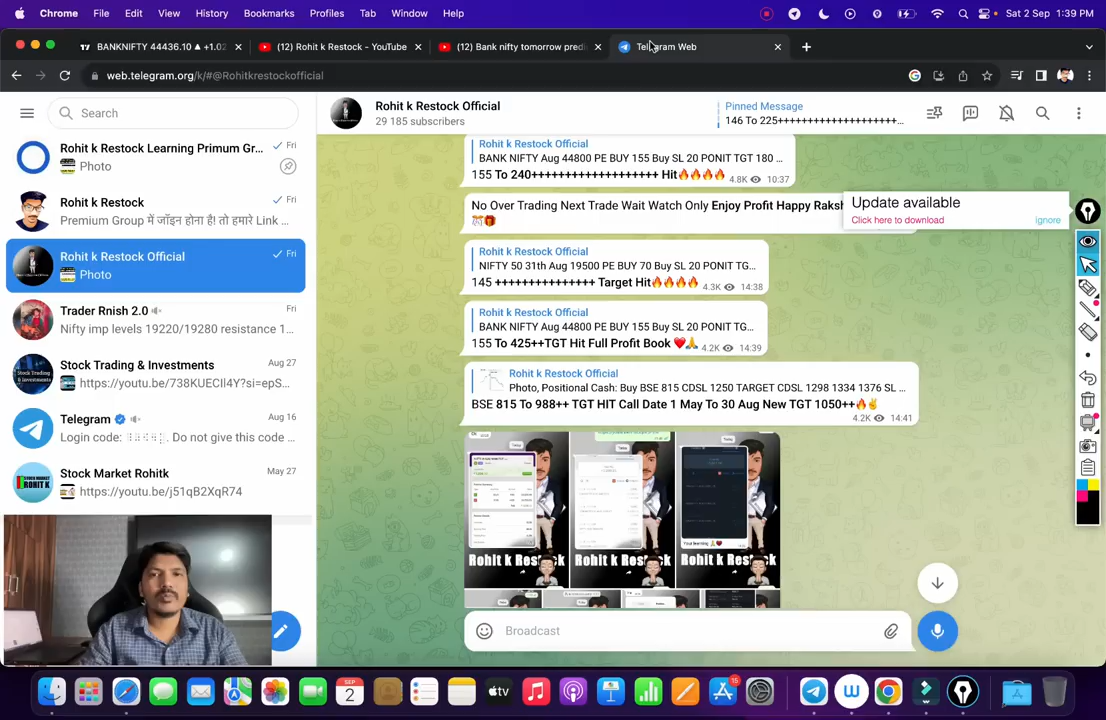 Chrome File Edit View History Bookmarks Profiles Tab Window Help
Sat 2 Sep 1:39 PM
BANKNIFTY 44436.10 ▲ +1.02
(12) Rohit k Restock - YouTube
(12) Bank nifty tomorrow predi
Telegram Web
web.telegram.org/k/#@Rohitkrestockofficial
Search
Rohit k Restock Learning Primum Gr... Fri
Photo
Rohit k Restock Fri
Premium Group में जॉइन होना है! तो हमारे Link ...
Rohit k Restock Official Fri
Photo
Trader Rnish 2.0 Fri
Nifty imp levels 19220/19280 resistance 1...
Stock Trading & Investments Aug 27
https://youtu.be/738KUECIl4Y?si=epS...
Telegram Aug 16
Login code: Do not give this code ...
Stock Market Rohitk May 27
https://youtu.be/j51qB2XqR74
Rohit k Restock Official
29 185 subscribers
Pinned Message
146 To 225++++++++++++++++++...
Rohit k Restock Official
BANK NIFTY Aug 44800 PE BUY 155 Buy SL 20 PONIT TGT 180 ...
155 To 240+++++++++++++++++++ Hit🔥🔥🔥🔥 4.8K 10:37
No Over Trading Next Trade Wait Watch Only Enjoy Profit Happy Raksh
🎊🎁
Update available
Click here to download ignore
Rohit k Restock Official
NIFTY 50 31th Aug 19500 PE BUY 70 Buy SL 20 PONIT TG...
145 +++++++++++++++ Target Hit🔥🔥🔥🔥 4.3K 14:38
Rohit k Restock Official
BANK NIFTY Aug 44800 PE BUY 155 Buy SL 20 PONIT TG...
155 To 425++TGT Hit Full Profit Book ❤️🙏 4.2K 14:39
Rohit k Restock Official
Photo, Positional Cash: Buy BSE 815 CDSL 1250 TARGET CDSL 1298 1334 1376 SL ...
BSE 815 To 988++ TGT HIT Call Date 1 May To 30 Aug New TGT 1050++🔥✌️
4.2K 14:41
Rohit k Rest ck Rohit k Rest ck Rohit k Rest ck
Broadcast
SEP
2
15